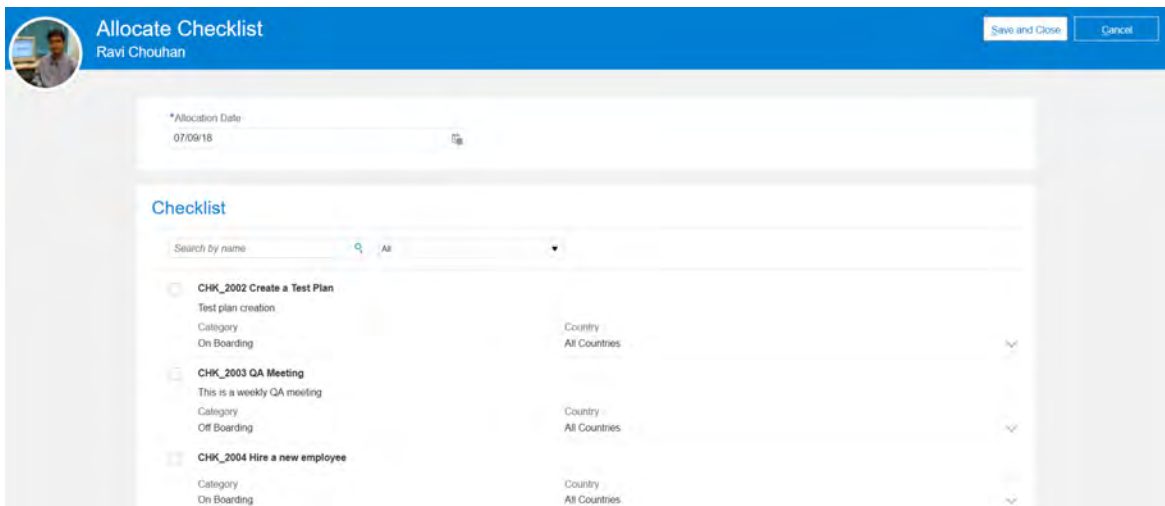 Allocate Checklist
Ravi Chouhan
Save and Close
Cancel
*Allocation Date
07/09/18
Checklist
Search by name
All
CHK_2002 Create a Test Plan
Test plan creation
Category
Country
On Boarding
All Countries
CHK_2003 QA Meeting
This is a weekly QA meeting
Category
Country
Off Boarding
All Countries
CHK_2004 Hire a new employee
Category
Country
On Boarding
All Countries